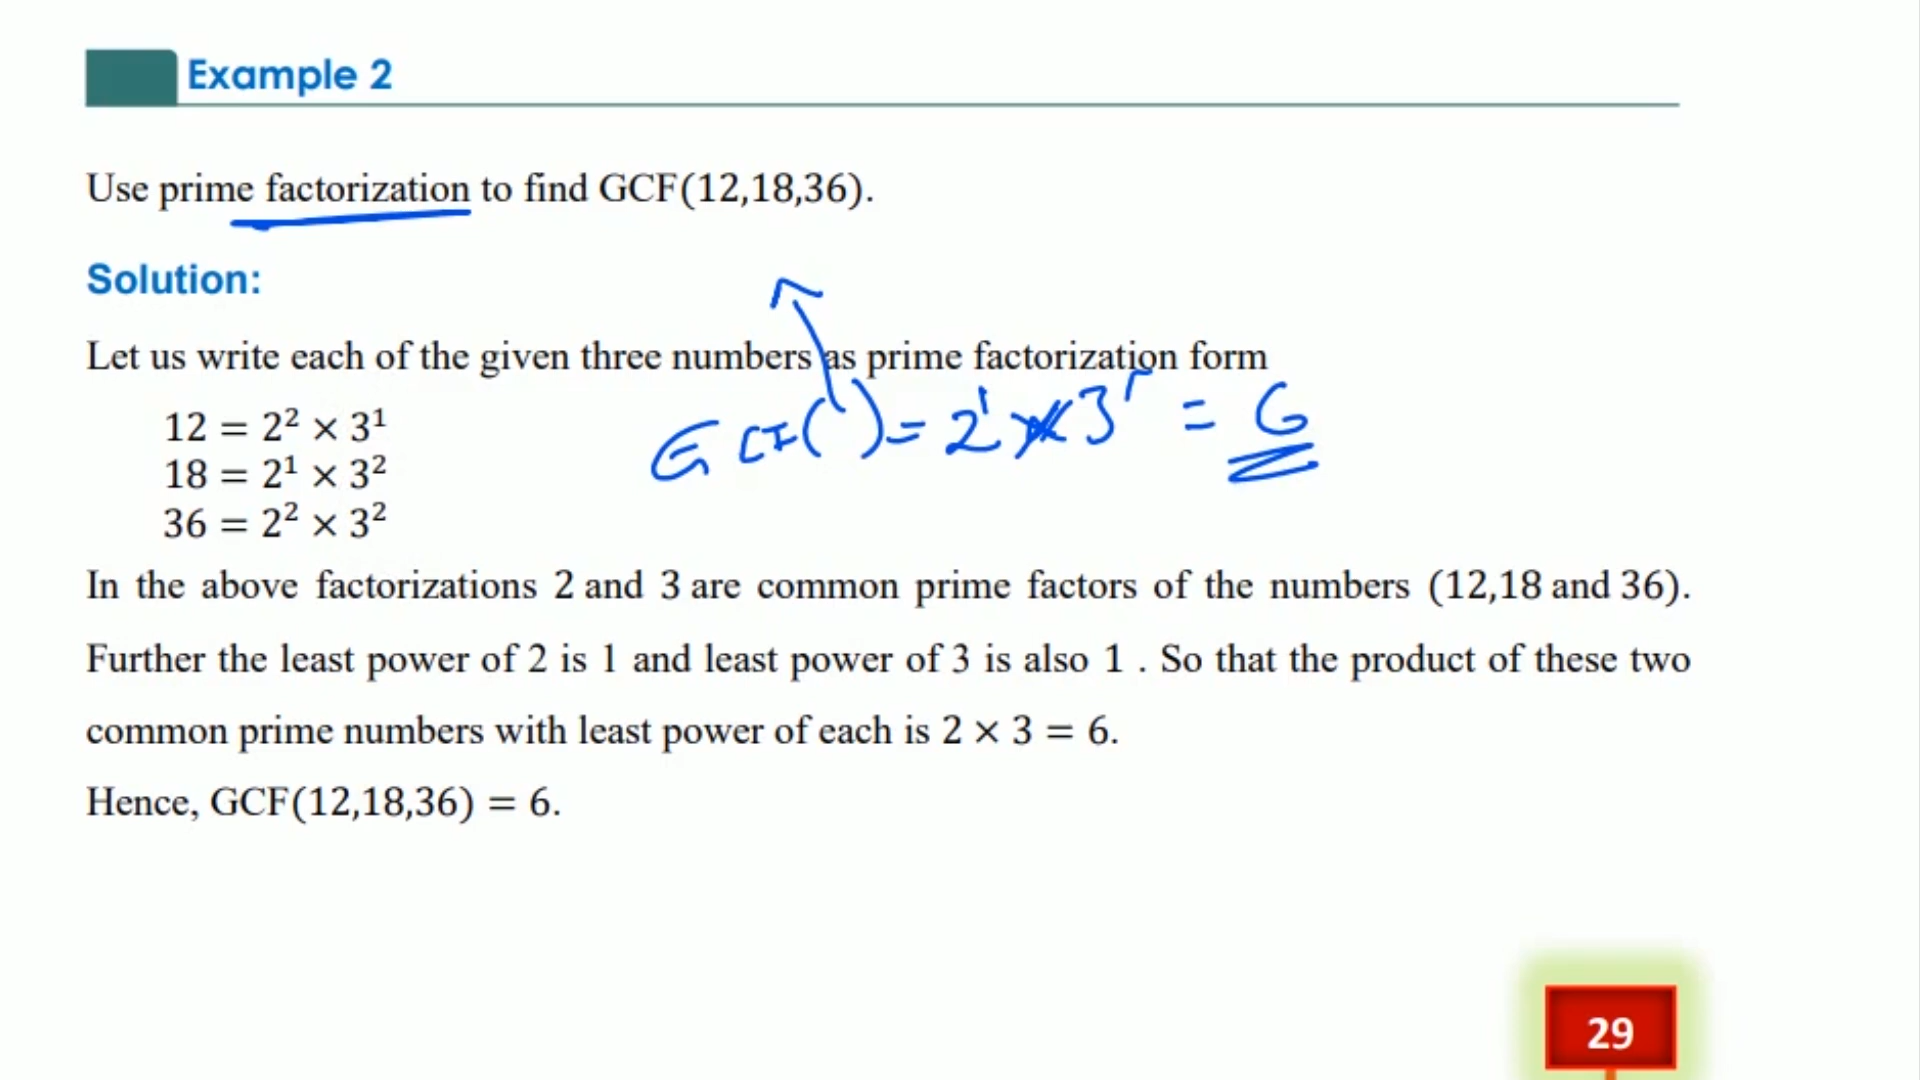 Example 2
Use prime factorization to find GCF(12,18,36).
Solution:
Let us write each of the given three numbers as prime factorization form
12 = 2² × 3¹
GCF( ) = 2¹ × 3¹ = 6
18 = 2¹ × 3²
36 = 2² × 3²
In the above factorizations 2 and 3 are common prime factors of the numbers (12,18 and 36).
Further the least power of 2 is 1 and least power of 3 is also 1 . So that the product of these two
common prime numbers with least power of each is 2 × 3 = 6.
Hence, GCF(12,18,36) = 6.
29